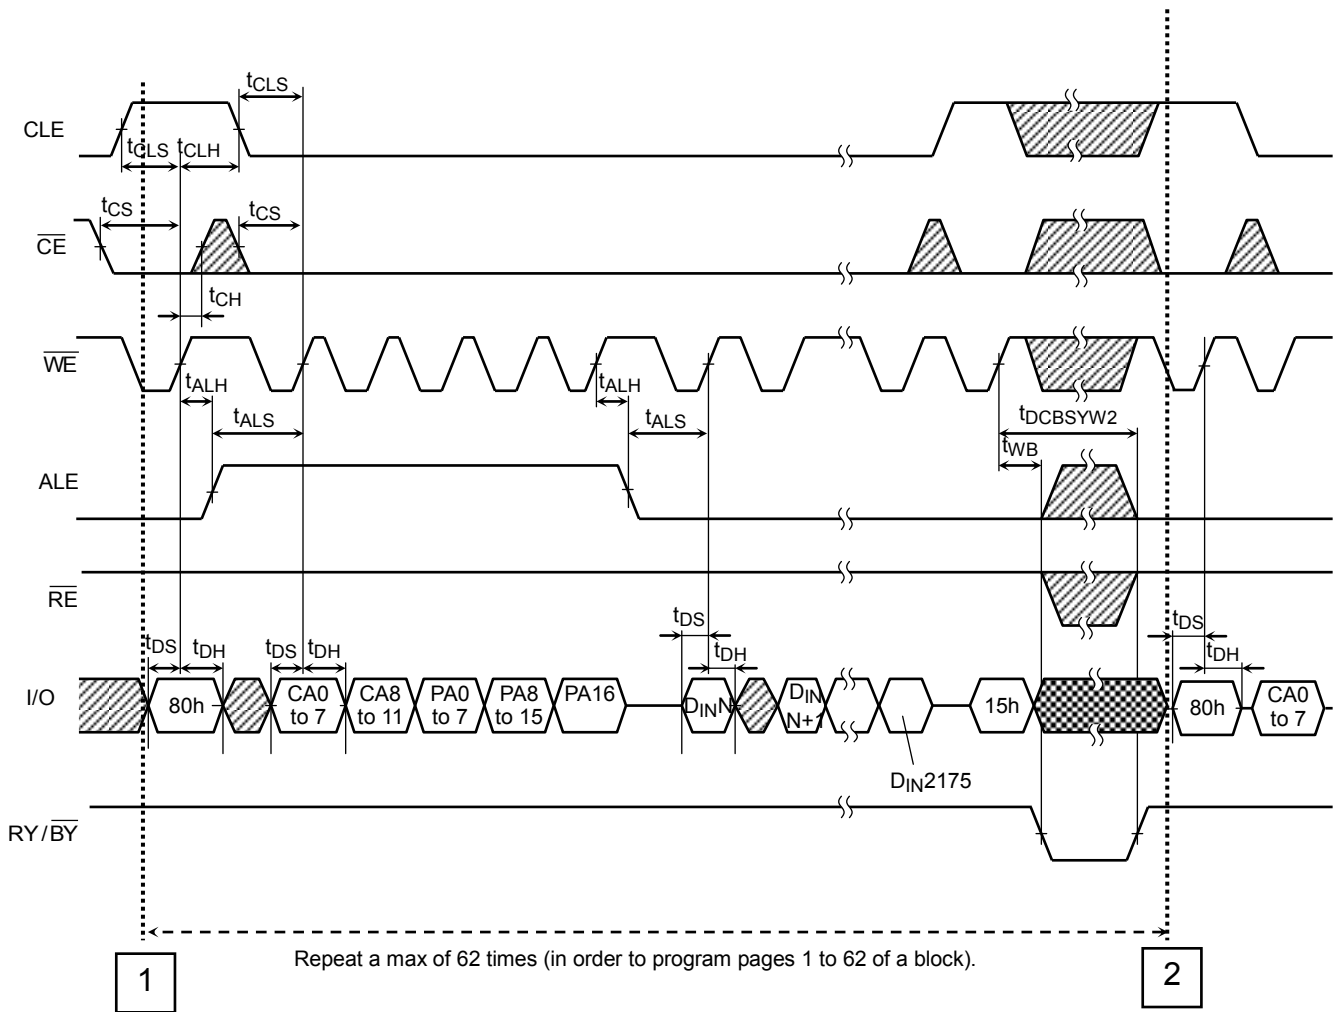 tCLS
CLE
tCLS
tCLH
tCS
tCS
CE
tCH
WE
tALH
tALH
tDCBSYW2
tALS
tALS
tWB
ALE
RE
tDS
tDS
tDH
tDS
tDH
tDH
tDH
I/O
80h
CA0
to 7
CA8
to 11
PA0
to 7
PA8
to 15
PA16
DINN
DIN
N+1
15h
80h
CA0
to 7
DIN2175
RY/BY
Repeat a max of 62 times (in order to program pages 1 to 62 of a block).
1
2